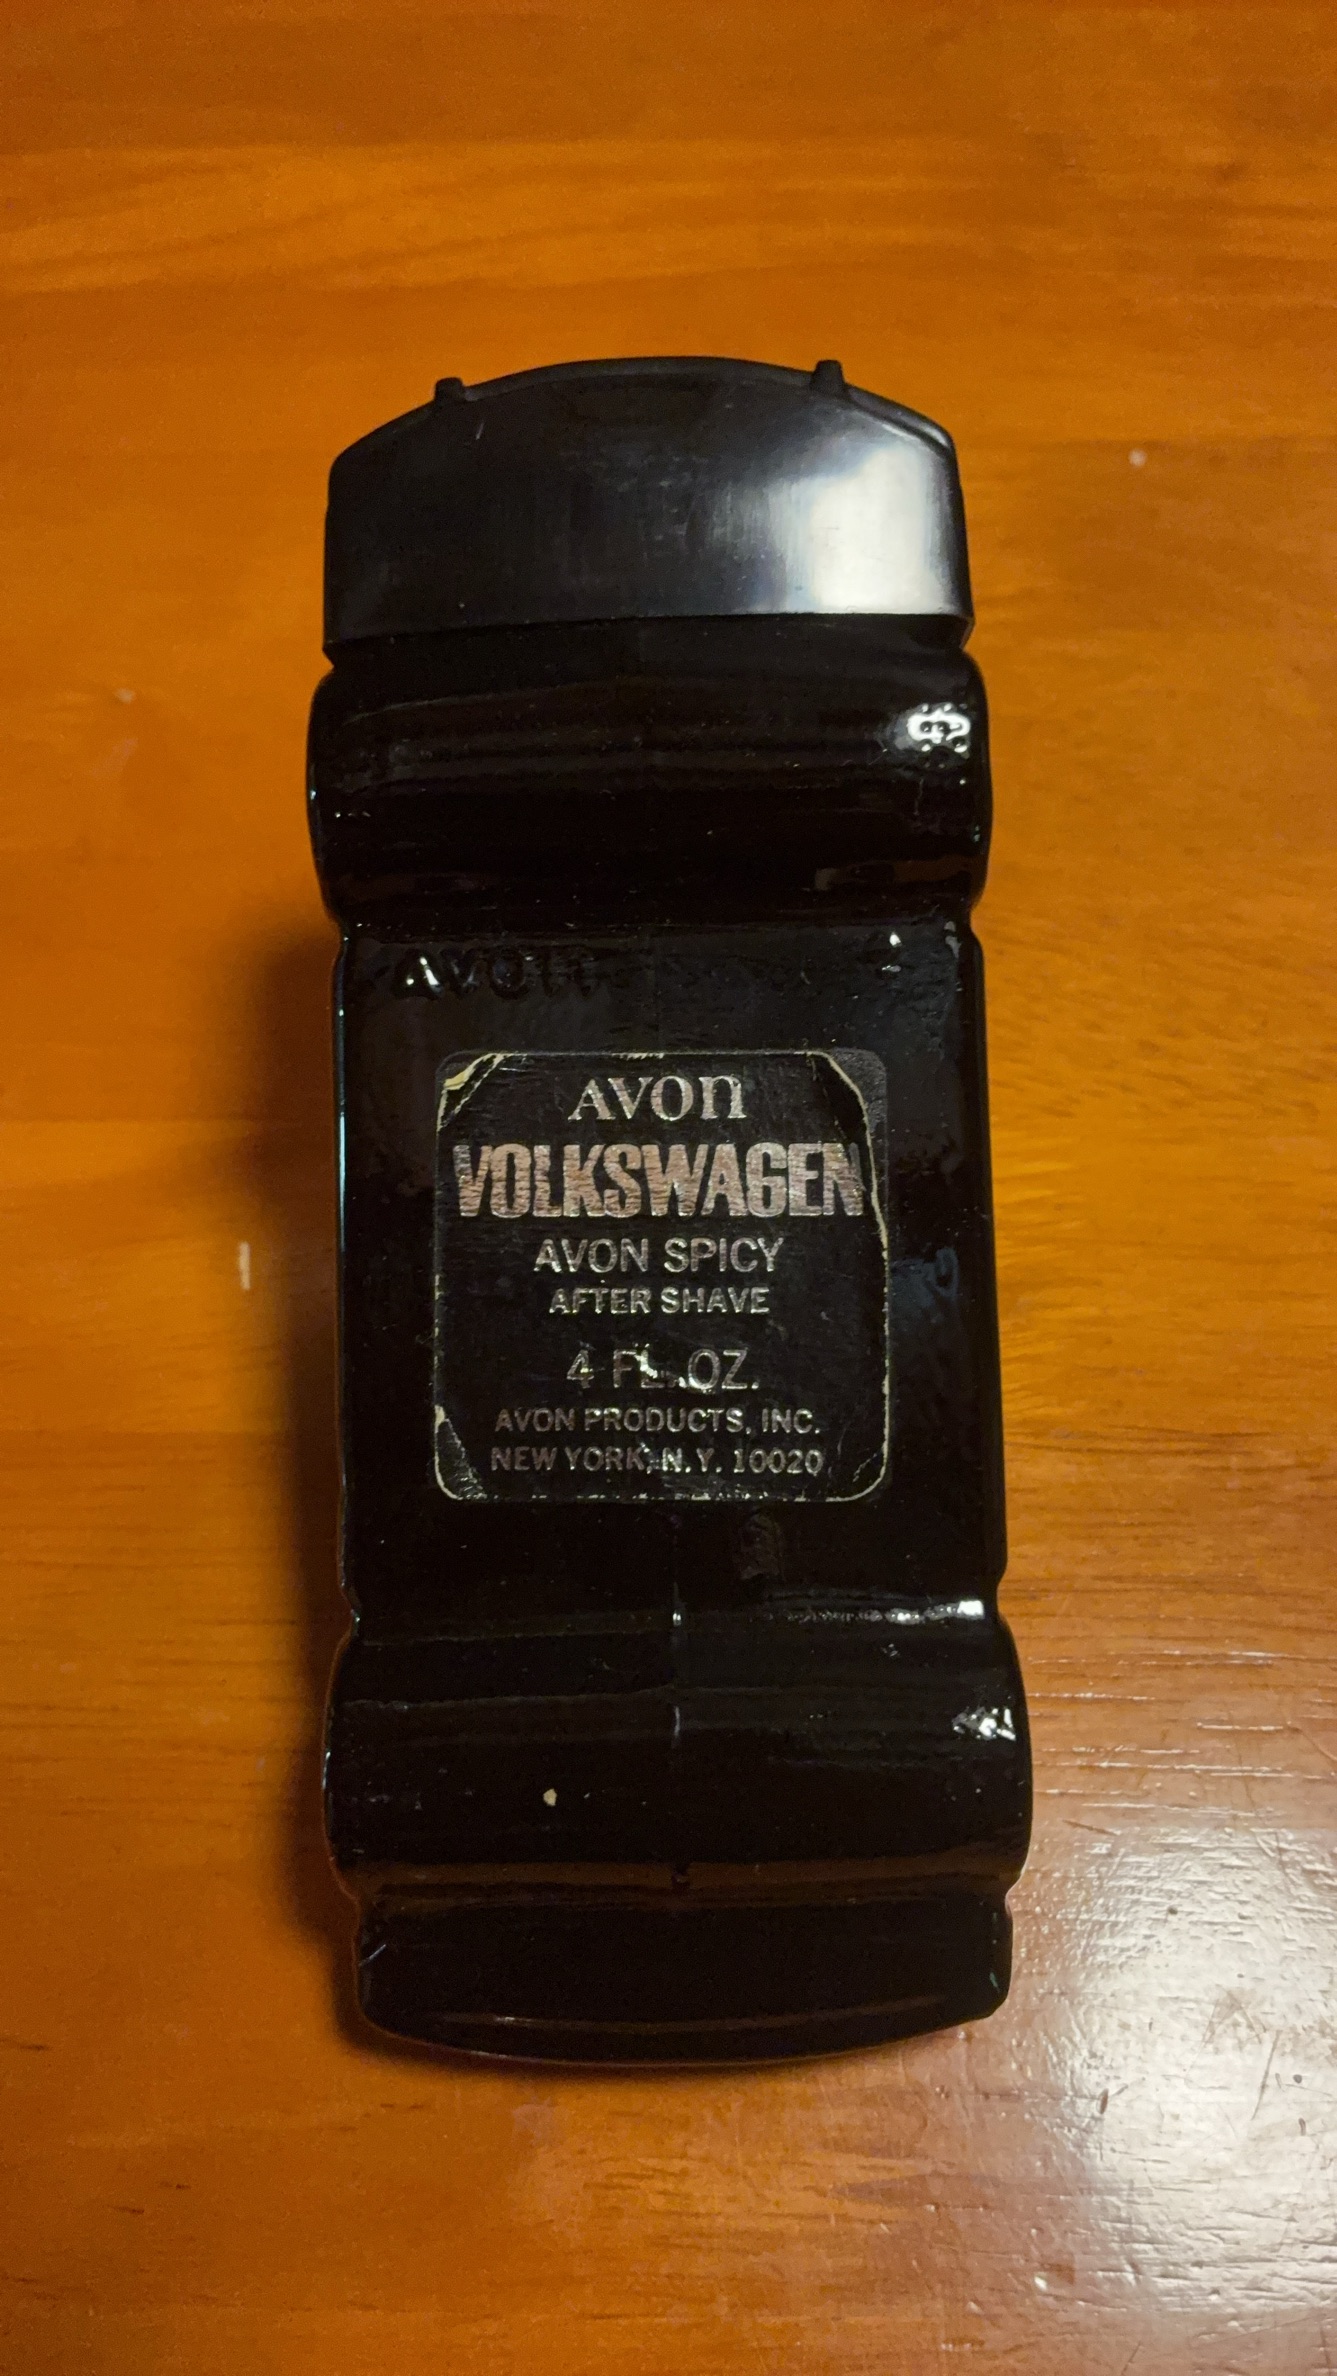 AVON
AVON
VOLKSWAGEN
AVON SPICY
AFTER SHAVE
4 FL. OZ.
AVON PRODUCTS, INC.
NEW YORK, N.Y. 10020